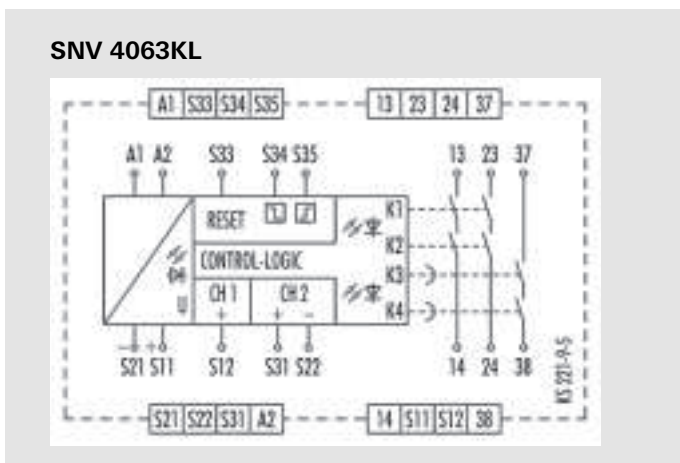 SNV 4063KL
A1 S33 S34 S35 13 23 24 37
A1 A2 S33 S34 S35 13 23 37
RESET K1
K2
CONTROL-LOGIC
K3
CH 1 CH 2
U + + − K4
− + 
S21 S11 S12 S31 S22 14 24 38
KS 221-9-5
S21 S22 S31 A2 14 S11 S12 38